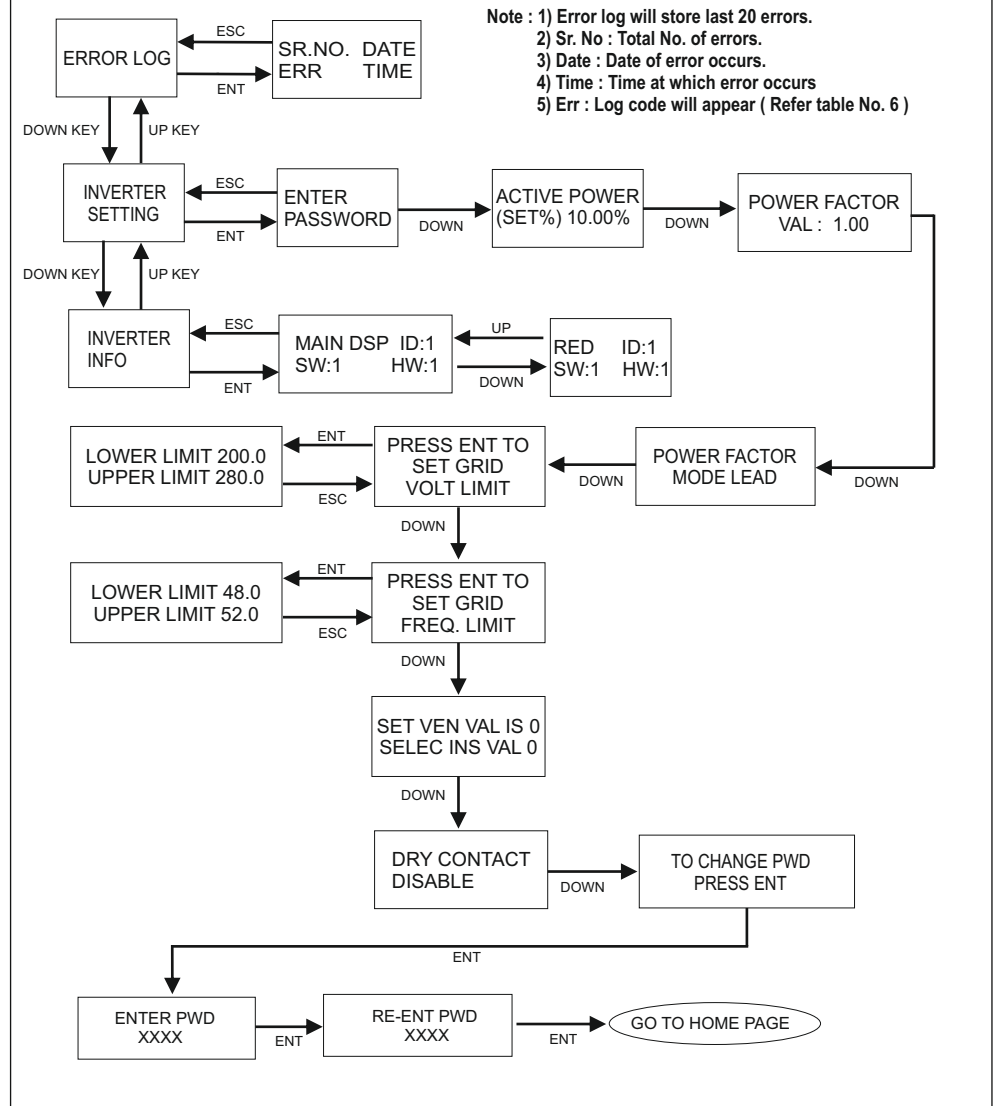 Note : 1) Error log will store last 20 errors.
2) Sr. No : Total No. of errors.
3) Date : Date of error occurs.
4) Time : Time at which error occurs
5) Err : Log code will appear ( Refer table No. 6 )
ERROR LOG
ESC
ENT
SR.NO. DATE
ERR TIME
DOWN KEY
UP KEY
INVERTER
SETTING
ESC
ENT
ENTER
PASSWORD
DOWN
ACTIVE POWER
(SET%) 10.00%
DOWN
POWER FACTOR
VAL : 1.00
DOWN KEY
UP KEY
INVERTER
INFO
ESC
ENT
MAIN DSP ID:1
SW:1 HW:1
UP
DOWN
RED ID:1
SW:1 HW:1
LOWER LIMIT 200.0
UPPER LIMIT 280.0
ENT
ESC
PRESS ENT TO
SET GRID
VOLT LIMIT
DOWN
POWER FACTOR
MODE LEAD
DOWN
DOWN
LOWER LIMIT 48.0
UPPER LIMIT 52.0
ENT
ESC
PRESS ENT TO
SET GRID
FREQ. LIMIT
DOWN
SET VEN VAL IS 0
SELEC INS VAL 0
DOWN
DRY CONTACT
DISABLE
DOWN
TO CHANGE PWD
PRESS ENT
ENT
ENTER PWD
XXXX
ENT
RE-ENT PWD
XXXX
ENT
GO TO HOME PAGE